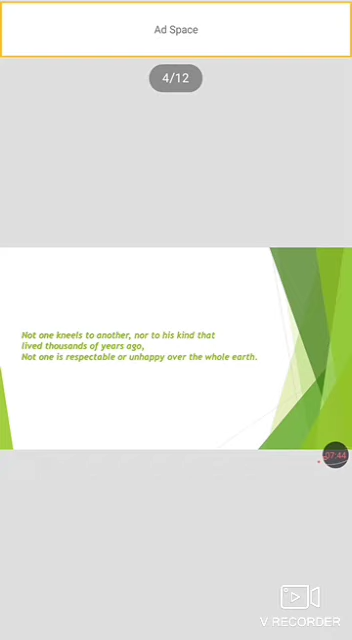 Ad Space
4/12
Not one kneels to another, nor to his kind that
lived thousands of years ago,
Not one is respectable or unhappy over the whole earth.
07:44
V RECORDER